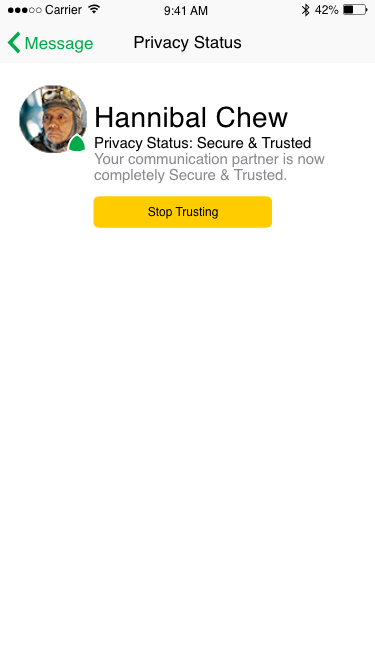 Carrier 9:41 AM 42%
Message Privacy Status
Hannibal Chew
Privacy Status: Secure & Trusted
Your communication partner is now
completely Secure & Trusted.
Stop Trusting